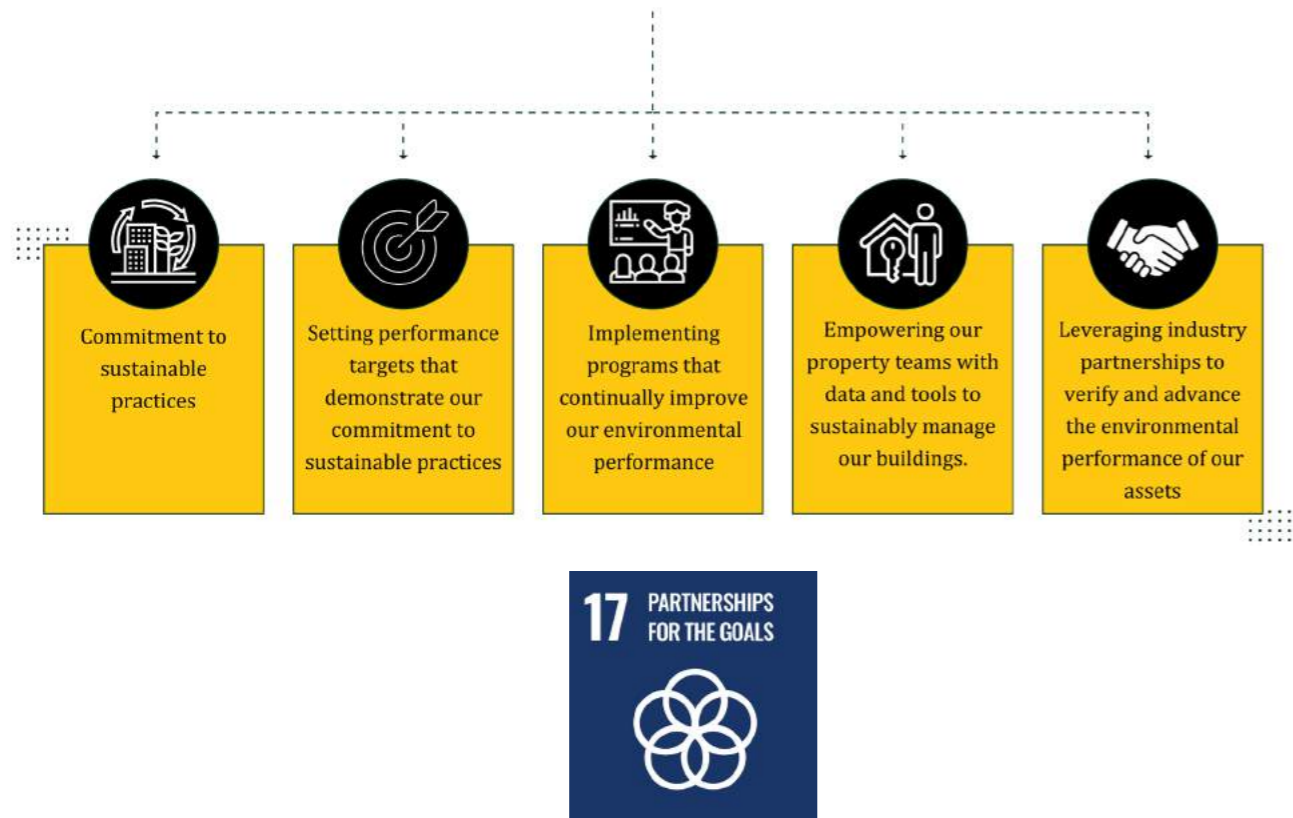 Commitment to
sustainable
practices
Setting performance
targets that
demonstrate our
commitment to
sustainable practices
Implementing
programs that
continually improve
our environmental
performance
Empowering our
property teams with
data and tools to
sustainably manage
our buildings.
Leveraging industry
partnerships to
verify and advance
the environmental
performance of our
assets
17 PARTNERSHIPS
FOR THE GOALS